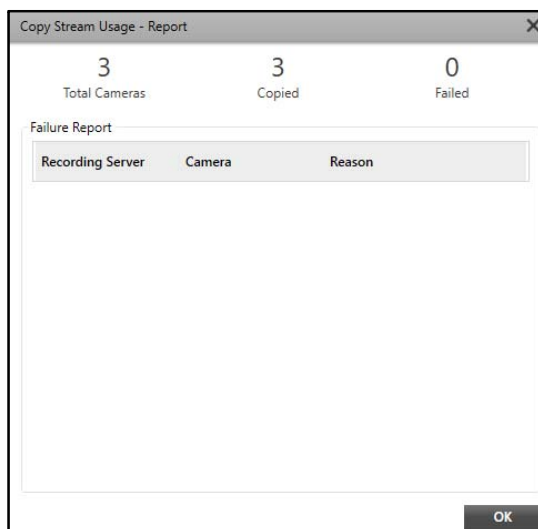 Copy Stream Usage - Report
3 3 0
Total Cameras Copied Failed
Failure Report
Recording Server Camera Reason
OK